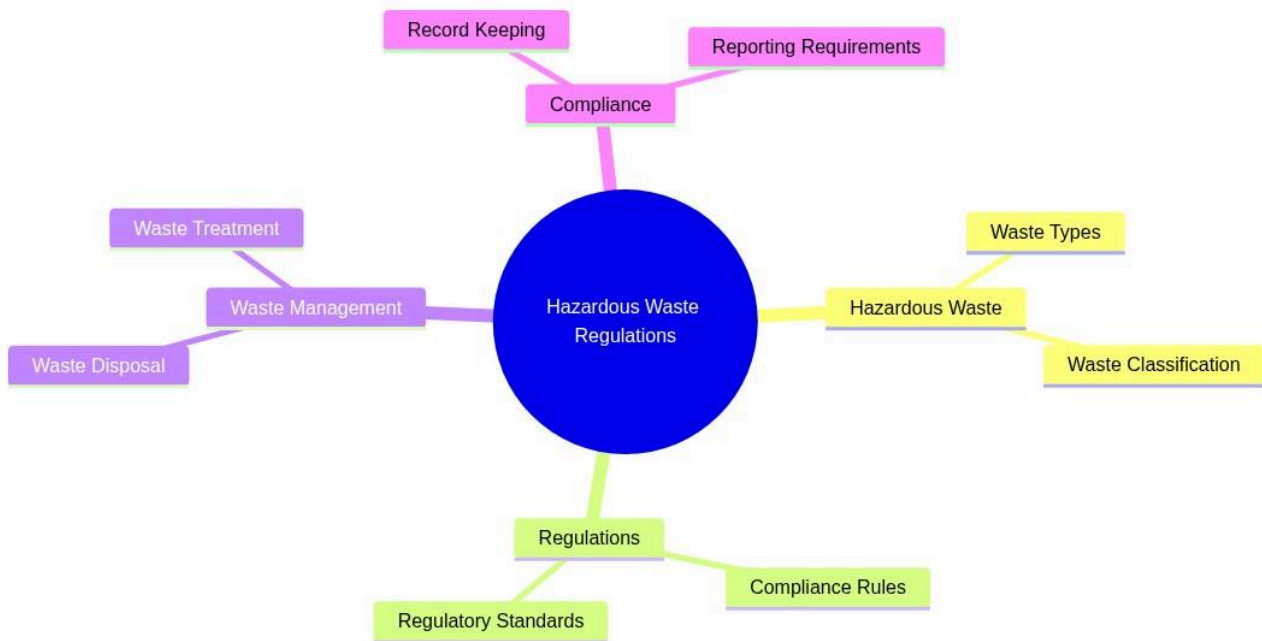 Record Keeping
Reporting Requirements
Compliance
Waste Treatment
Waste Types
Waste Management
Hazardous Waste
Regulations
Hazardous Waste
Waste Disposal
Waste Classification
Regulations
Compliance Rules
Regulatory Standards